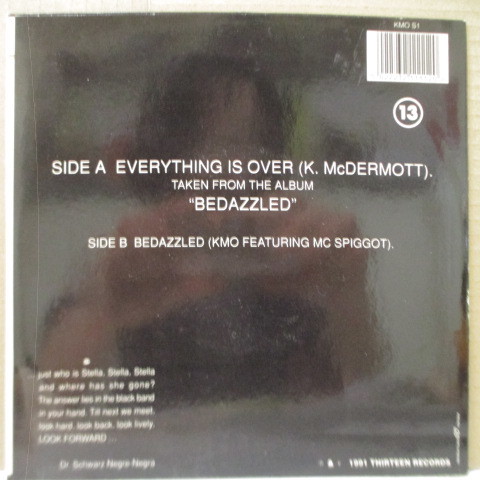 KMO S1
13
SIDE A EVERYTHING IS OVER (K. McDERMOTT).
TAKEN FROM THE ALBUM
"BEDAZZLED"
SIDE B BEDAZZLED (KMO FEATURING MC SPIGGOT).
just who is Stella. Stella. Stella
and where has she gone?
The answer lies in the black band
in your hand. Till next we meet.
look hard. look back. look lively.
LOOK FORWARD ...
Dr. Schwarz Negro Negra
& 1991 THIRTEEN RECORDS